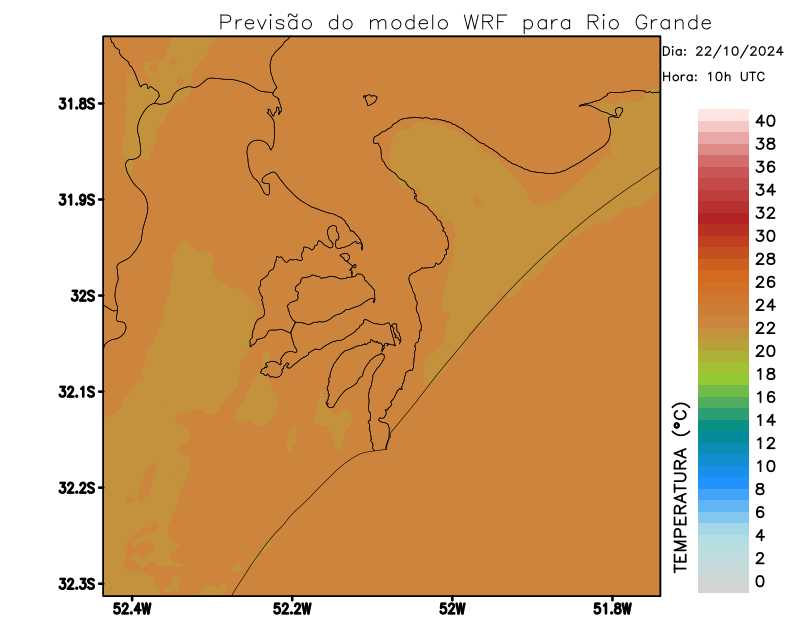 Previsão do modelo WRF para Rio Grande
Dia: 22/10/2024
Hora: 10h UTC
31.8S
31.9S
32S
32.1S
32.2S
32.3S
52.4W
52.2W
52W
51.8W
TEMPERATURA (°C)
40
38
36
34
32
30
28
26
24
22
20
18
16
14
12
10
8
6
4
2
0